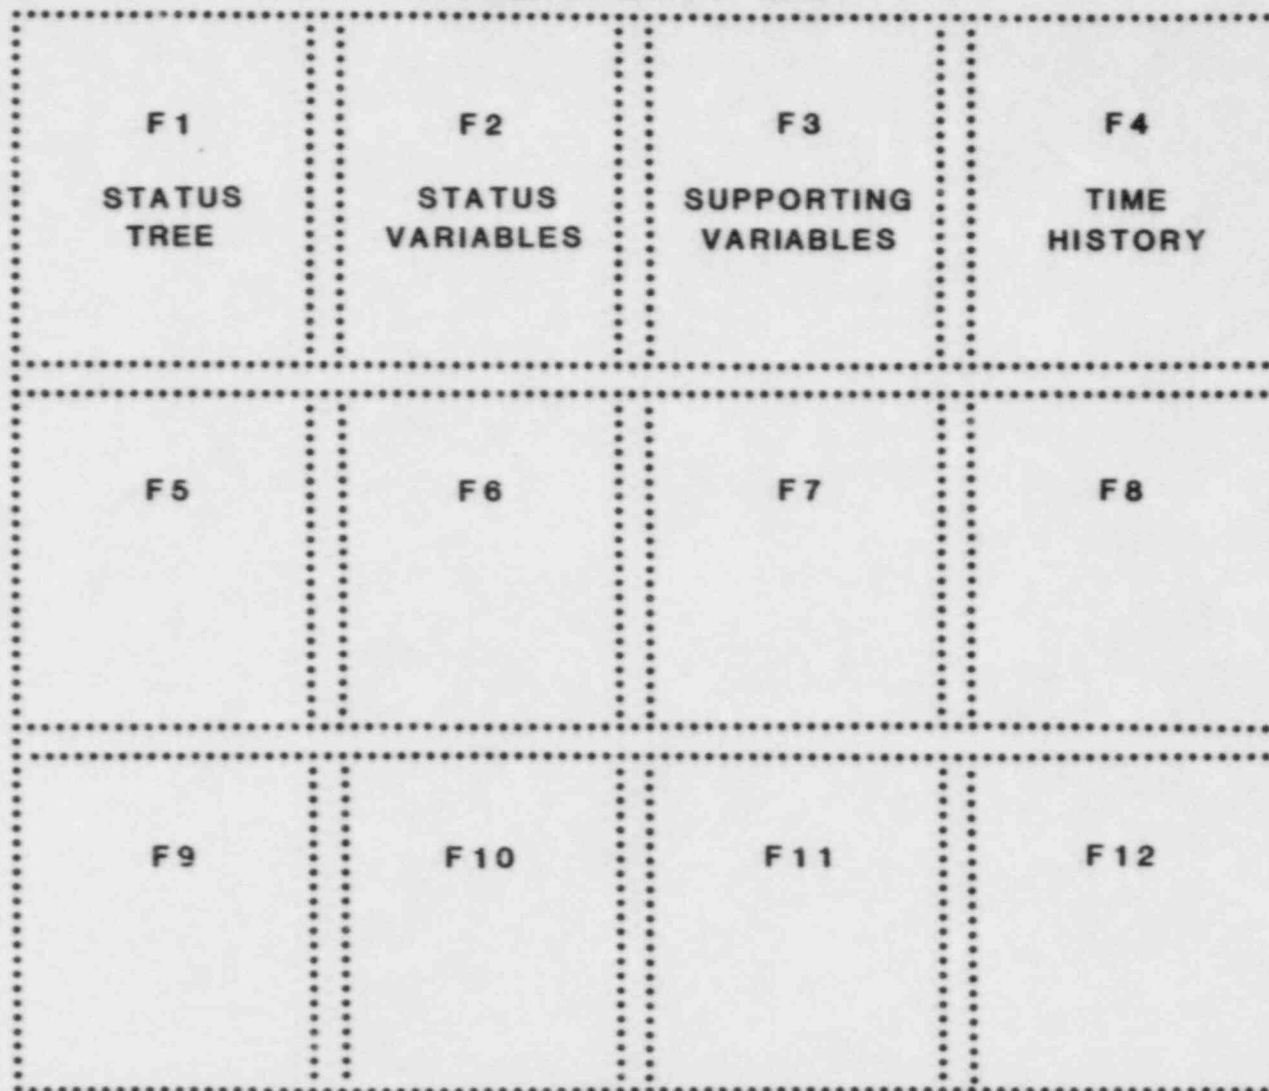 F1 F2 F3 F4
STATUS STATUS SUPPORTING TIME
TREE VARIABLES VARIABLES HISTORY
F5 F6 F7 F8
F9 F10 F11 F12